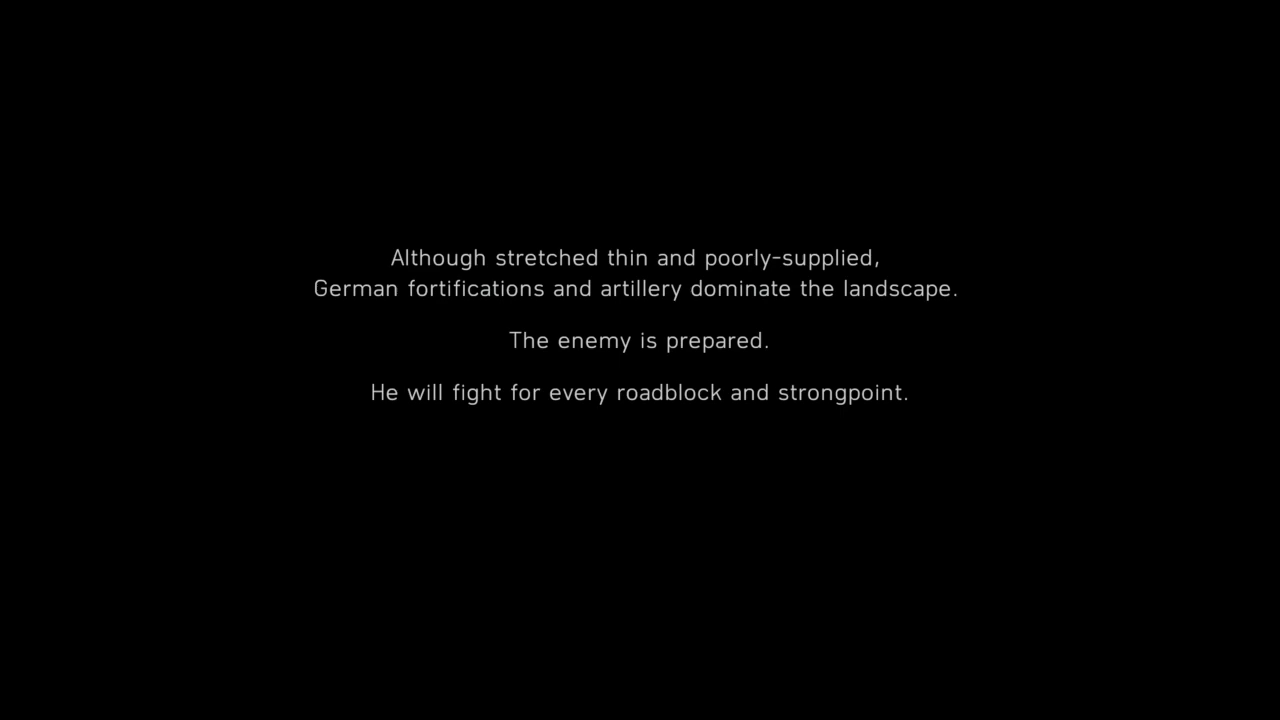 Although stretched thin and poorly-supplied,
German fortifications and artillery dominate the landscape.
The enemy is prepared.
He will fight for every roadblock and strongpoint.